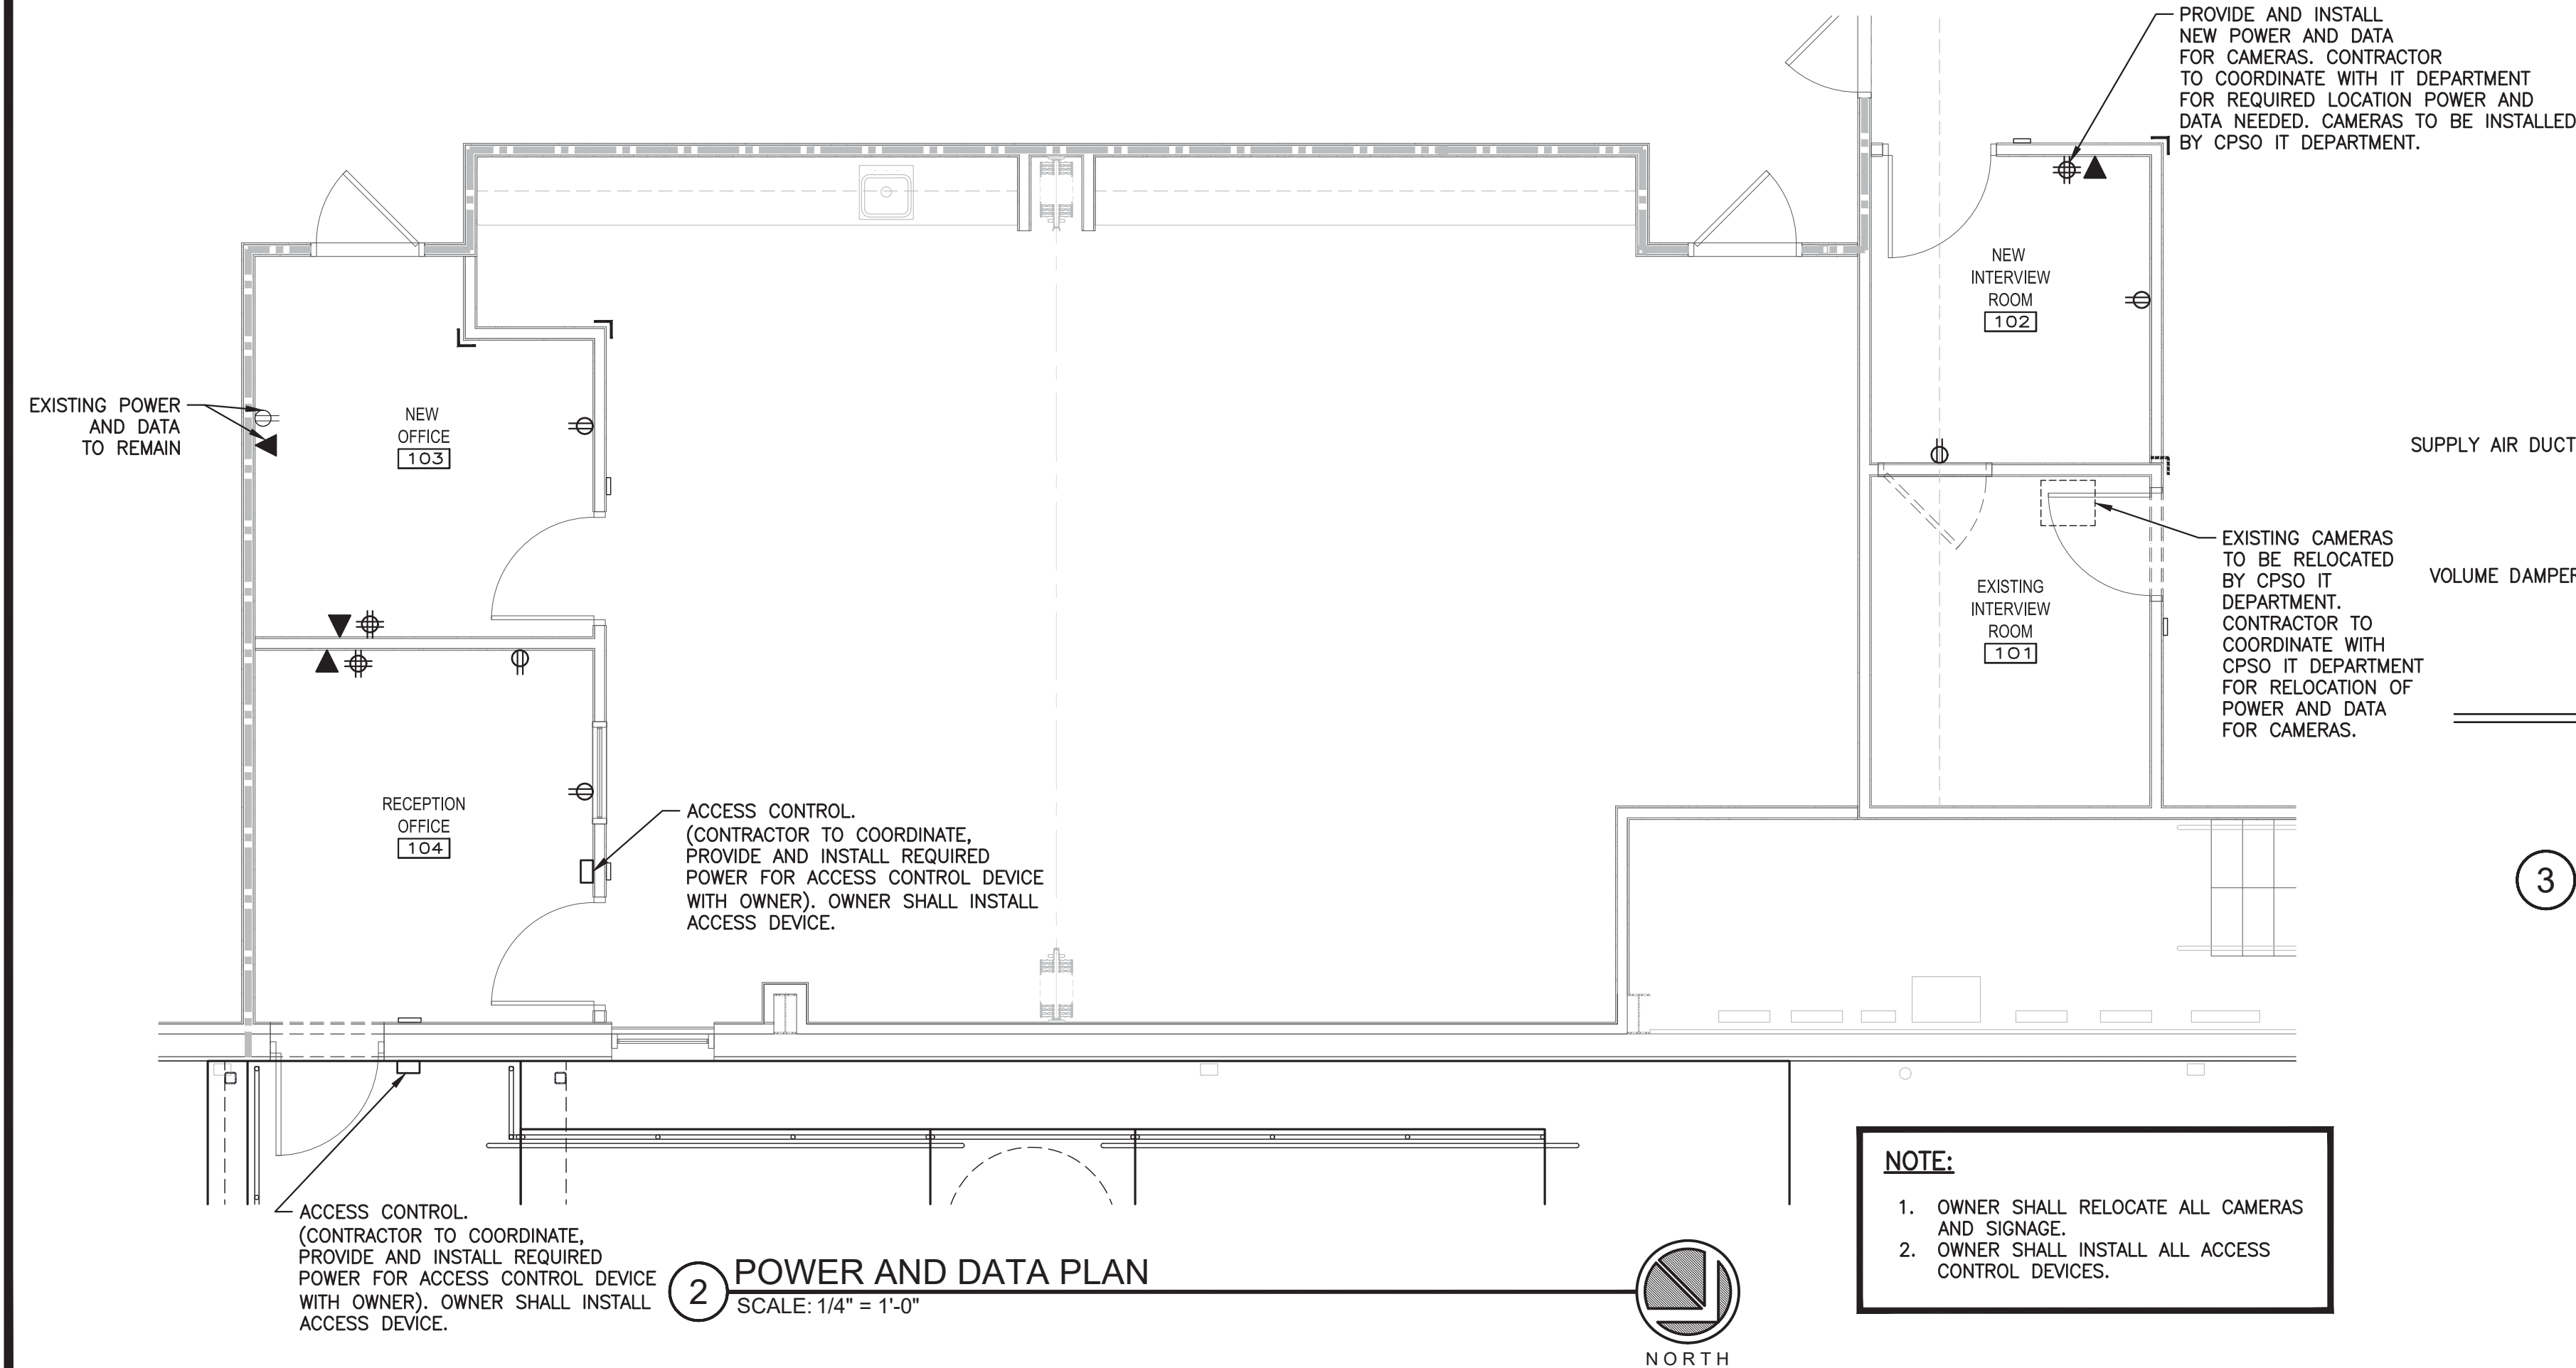 PROVIDE AND INSTALL
NEW POWER AND DATA
FOR CAMERAS. CONTRACTOR
TO COORDINATE WITH IT DEPARTMENT
FOR REQUIRED LOCATION POWER AND
DATA NEEDED. CAMERAS TO BE INSTALLED
BY CPSO IT DEPARTMENT.
NEW
INTERVIEW
ROOM
102
EXISTING POWER
AND DATA
TO REMAIN
NEW
OFFICE
103
SUPPLY AIR DUCT
EXISTING CAMERAS
TO BE RELOCATED
BY CPSO IT
DEPARTMENT.
CONTRACTOR TO
COORDINATE WITH
CPSO IT DEPARTMENT
FOR RELOCATION OF
POWER AND DATA
FOR CAMERAS.
VOLUME DAMPER
EXISTING
INTERVIEW
ROOM
101
RECEPTION
OFFICE
104
ACCESS CONTROL.
(CONTRACTOR TO COORDINATE,
PROVIDE AND INSTALL REQUIRED
POWER FOR ACCESS CONTROL DEVICE
WITH OWNER). OWNER SHALL INSTALL
ACCESS DEVICE.
3
ACCESS CONTROL.
(CONTRACTOR TO COORDINATE,
PROVIDE AND INSTALL REQUIRED
POWER FOR ACCESS CONTROL DEVICE
WITH OWNER). OWNER SHALL INSTALL
ACCESS DEVICE.
2
POWER AND DATA PLAN
SCALE: 1/4" = 1'-0"
NORTH
NOTE:
1. OWNER SHALL RELOCATE ALL CAMERAS
AND SIGNAGE.
2. OWNER SHALL INSTALL ALL ACCESS
CONTROL DEVICES.